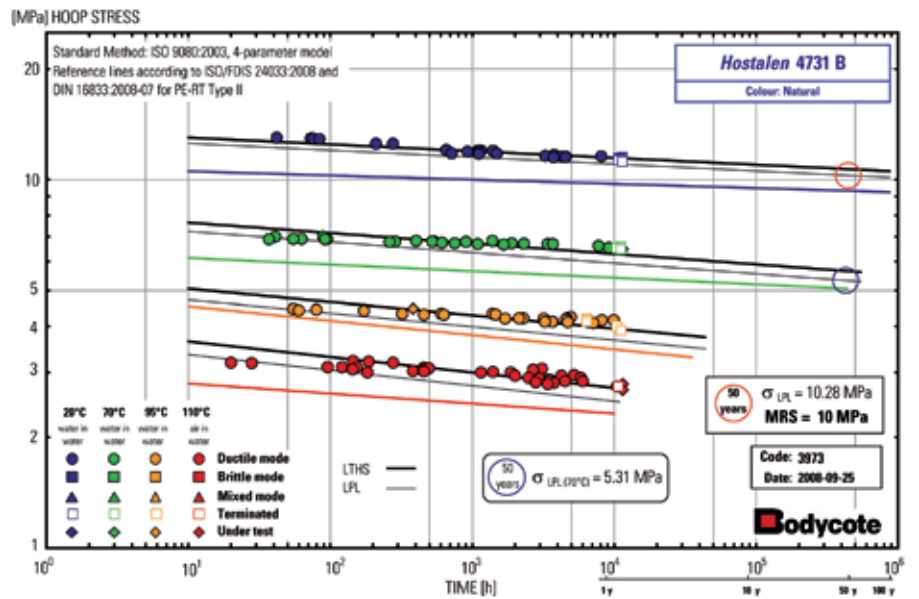 [MPa] HOOP STRESS
Standard Method: ISO 9080:2003, 4-parameter model
Reference lines according to ISO/FDIS 24033:2008 and
DIN 16833:2008-07 for PE-RT Type II
Hostalen 4731 B
Colour: Natural
20
10
5
4
3
2
1
20°C 70°C 95°C 110°C
water in water water in water water in water air in water
Ductile mode
Brittle mode
Mixed mode
Terminated
Under test
LTHS
LPL
50 years σ LPL (70°C) = 5.31 MPa
50 years σ LPL = 10.28 MPa
MRS = 10 MPa
Code: 3973
Date: 2008-09-25
Bodycote
10⁰ 10¹ 10² 10³ 10⁴ 10⁵ 10⁶
TIME [h]
1 y 10 y 50 y 100 y